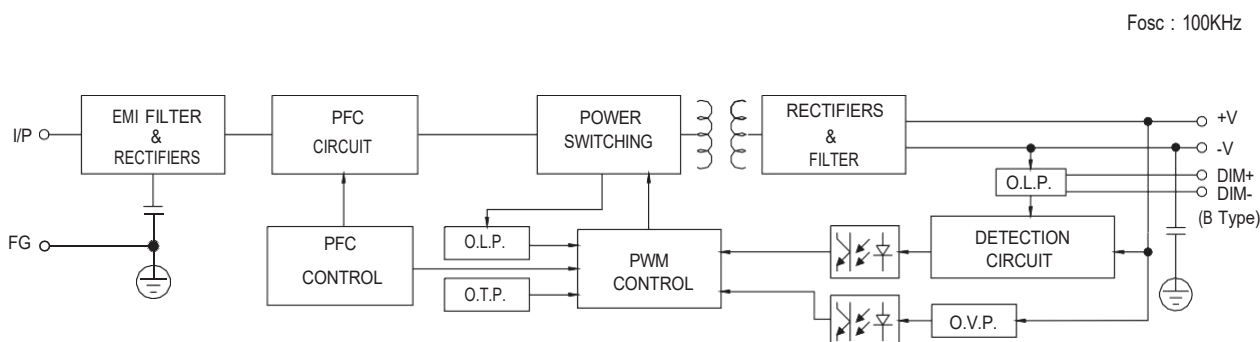 Fosc : 100KHz
I/P
EMI FILTER
&
RECTIFIERS
PFC
CIRCUIT
POWER
SWITCHING
RECTIFIERS
&
FILTER
+V
-V
O.L.P.
DIM+
DIM-
(B Type)
FG
PFC
CONTROL
O.L.P.
O.T.P.
PWM
CONTROL
DETECTION
CIRCUIT
O.V.P.